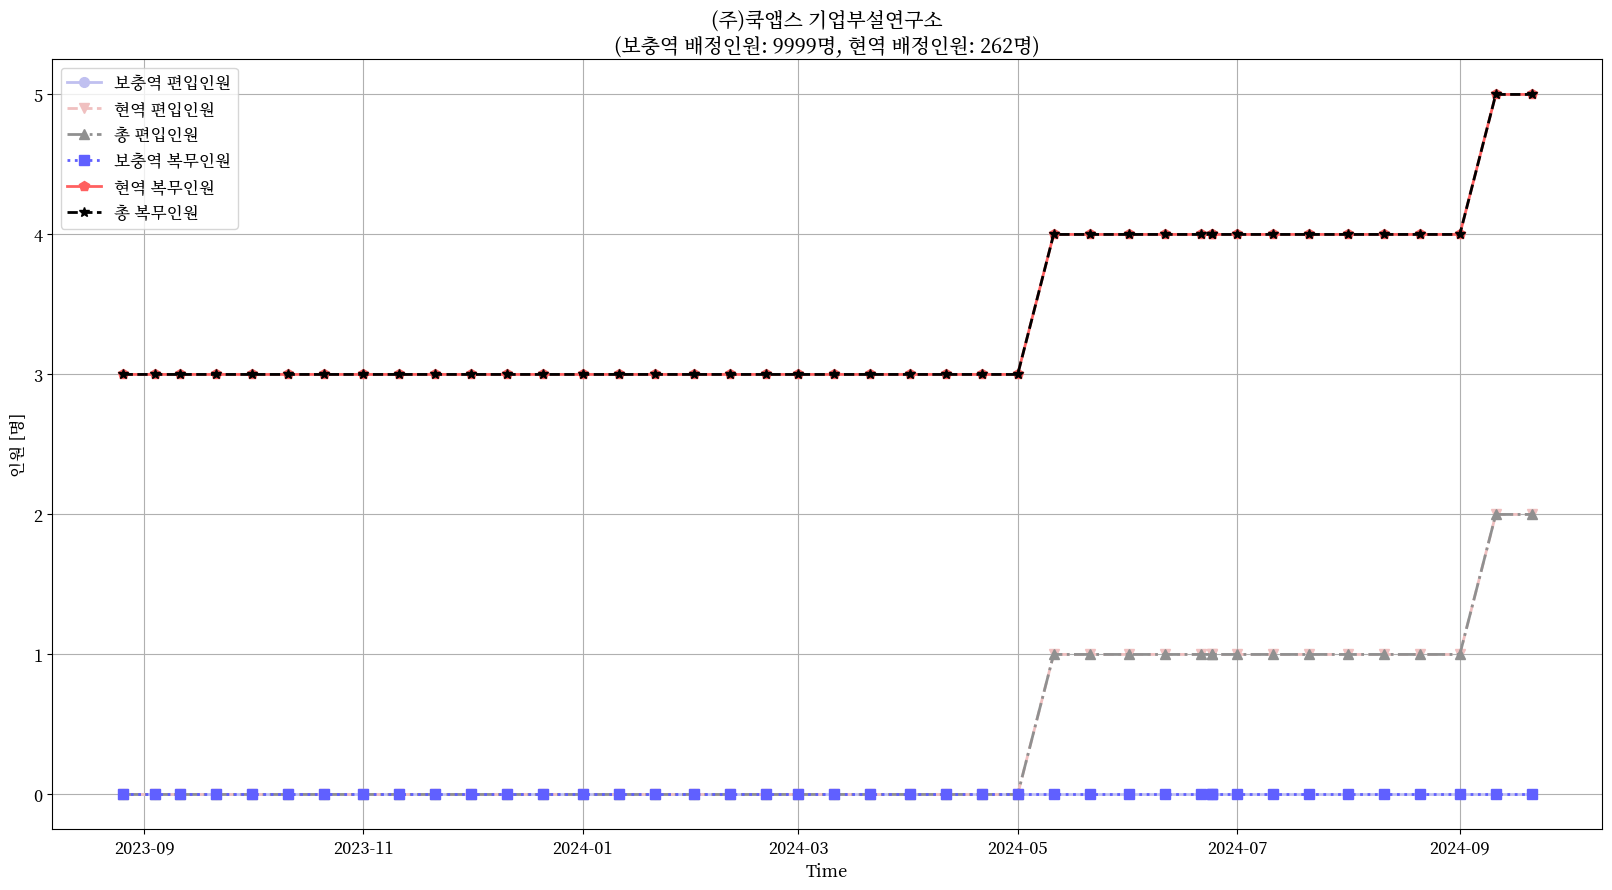 (주)쿡앱스 기업부설연구소
(보충역 배정인원: 9999명, 현역 배정인원: 262명)
보충역 편입인원
현역 편입인원
총 편입인원
보충역 복무인원
현역 복무인원
총 복무인원
5
4
3
2
1
0
인원 [명]
2023-09
2023-11
2024-01
2024-03
2024-05
2024-07
2024-09
Time